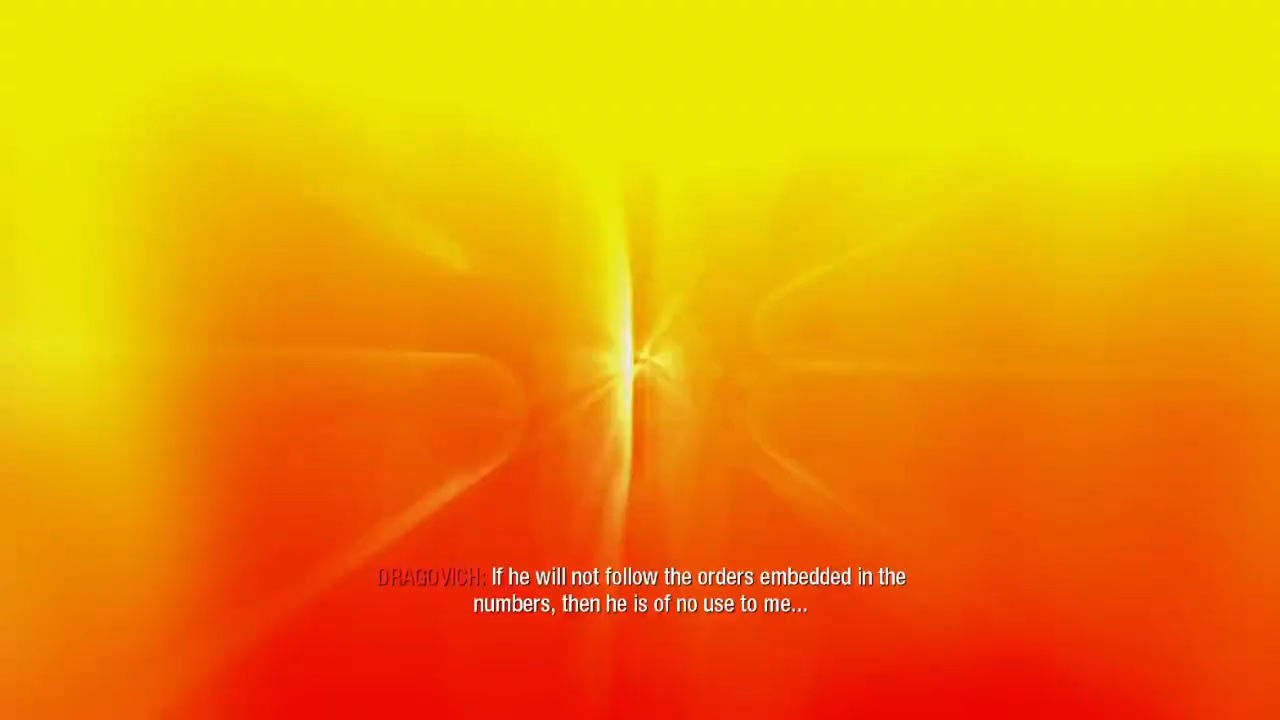 DRAGOVICH: If he will not follow the orders embedded in the
numbers, then he is of no use to me...